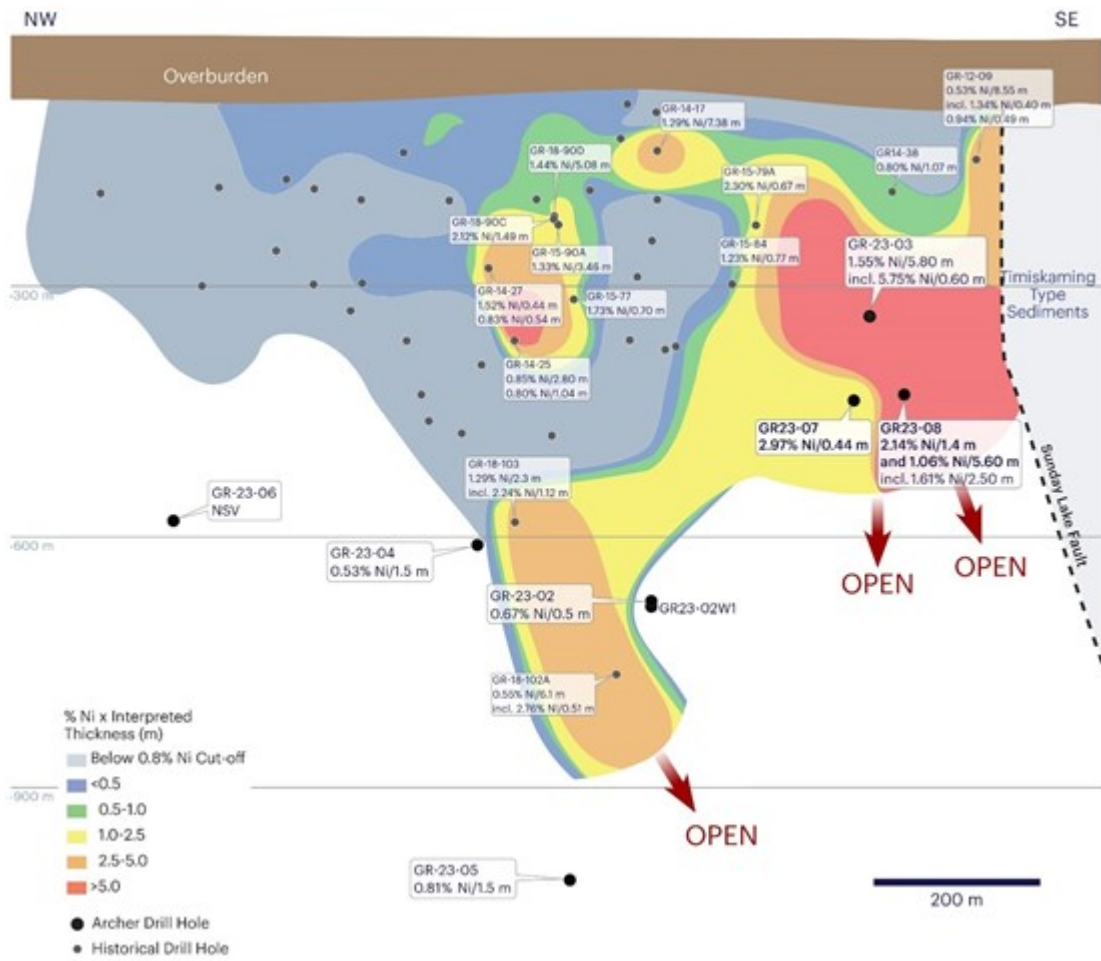 NW
SE
Overburden
GR-12-09
0.53% Ni/8.55 m
incl. 1.34% Ni/0.40 m
0.94% Ni/0.49 m
GR-14-17
1.29% Ni/7.38 m
GR-18-90D
1.44% Ni/5.08 m
GR14-38
0.80% Ni/1.07 m
GR-15-79A
2.30% Ni/0.67 m
GR-18-90C
2.12% Ni/1.49 m
GR-15-90A
1.33% Ni/3.46 m
GR-15-84
1.23% Ni/0.77 m
GR-23-03
1.55% Ni/5.80 m
incl. 5.75% Ni/0.60 m
Timiskaming
Type
Sediments
-300 m
GR-14-27
1.52% Ni/0.44 m
0.83% Ni/0.54 m
GR-15-77
1.73% Ni/0.70 m
GR-14-25
0.85% Ni/2.80 m
0.80% Ni/1.04 m
GR23-07
2.97% Ni/0.44 m
GR23-08
2.14% Ni/1.4 m
and 1.06% Ni/5.60 m
incl. 1.61% Ni/2.50 m
Sunday Lake Fault
GR-18-103
1.29% Ni/2.3 m
incl. 2.24% Ni/1.12 m
GR-23-06
NSV
-600 m
GR-23-04
0.53% Ni/1.5 m
OPEN
OPEN
GR-23-02
0.67% Ni/0.5 m
GR23-02W1
GR-18-102A
0.55% Ni/6.1 m
incl. 2.76% Ni/0.51 m
% Ni x Interpreted
Thickness (m)
Below 0.8% Ni Cut-off
<0.5
0.5-1.0
1.0-2.5
2.5-5.0
>5.0
-900 m
OPEN
GR-23-05
0.81% Ni/1.5 m
200 m
Archer Drill Hole
Historical Drill Hole